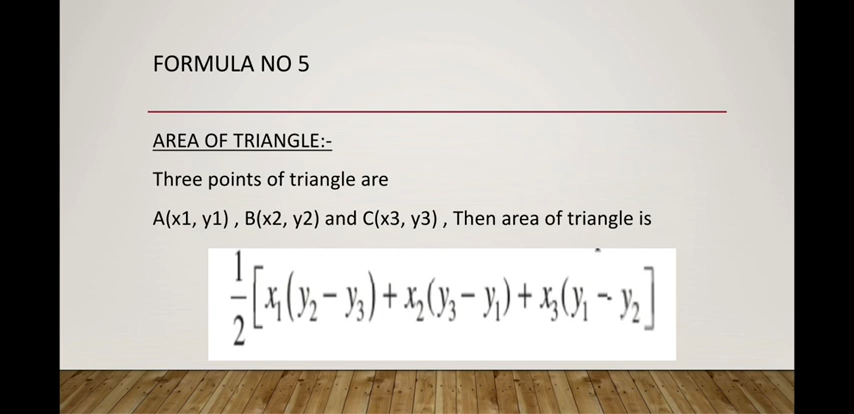 FORMULA NO 5
AREA OF TRIANGLE:-
Three points of triangle are
A(x1, y1) , B(x2, y2) and C(x3, y3) , Then area of triangle is
1/2 [x₁(y₂ − y₃) + x₂(y₃ − y₁) + x₃(y₁ − y₂]